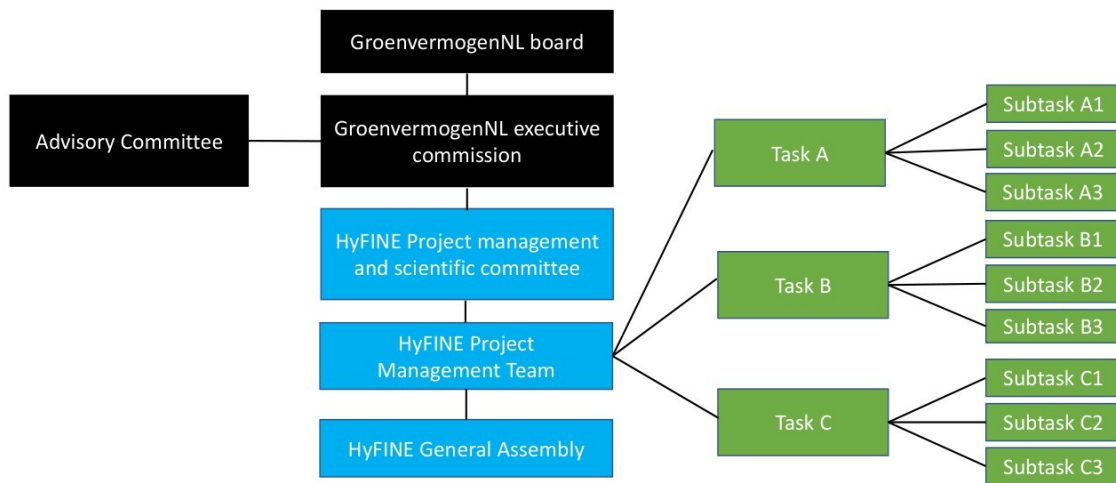 GroenvermogenNL board
Advisory Committee
GroenvermogenNL executive
commission
HyFINE Project management
and scientific committee
HyFINE Project
Management Team
HyFINE General Assembly
Task A
Subtask A1
Subtask A2
Subtask A3
Task B
Subtask B1
Subtask B2
Subtask B3
Task C
Subtask C1
Subtask C2
Subtask C3